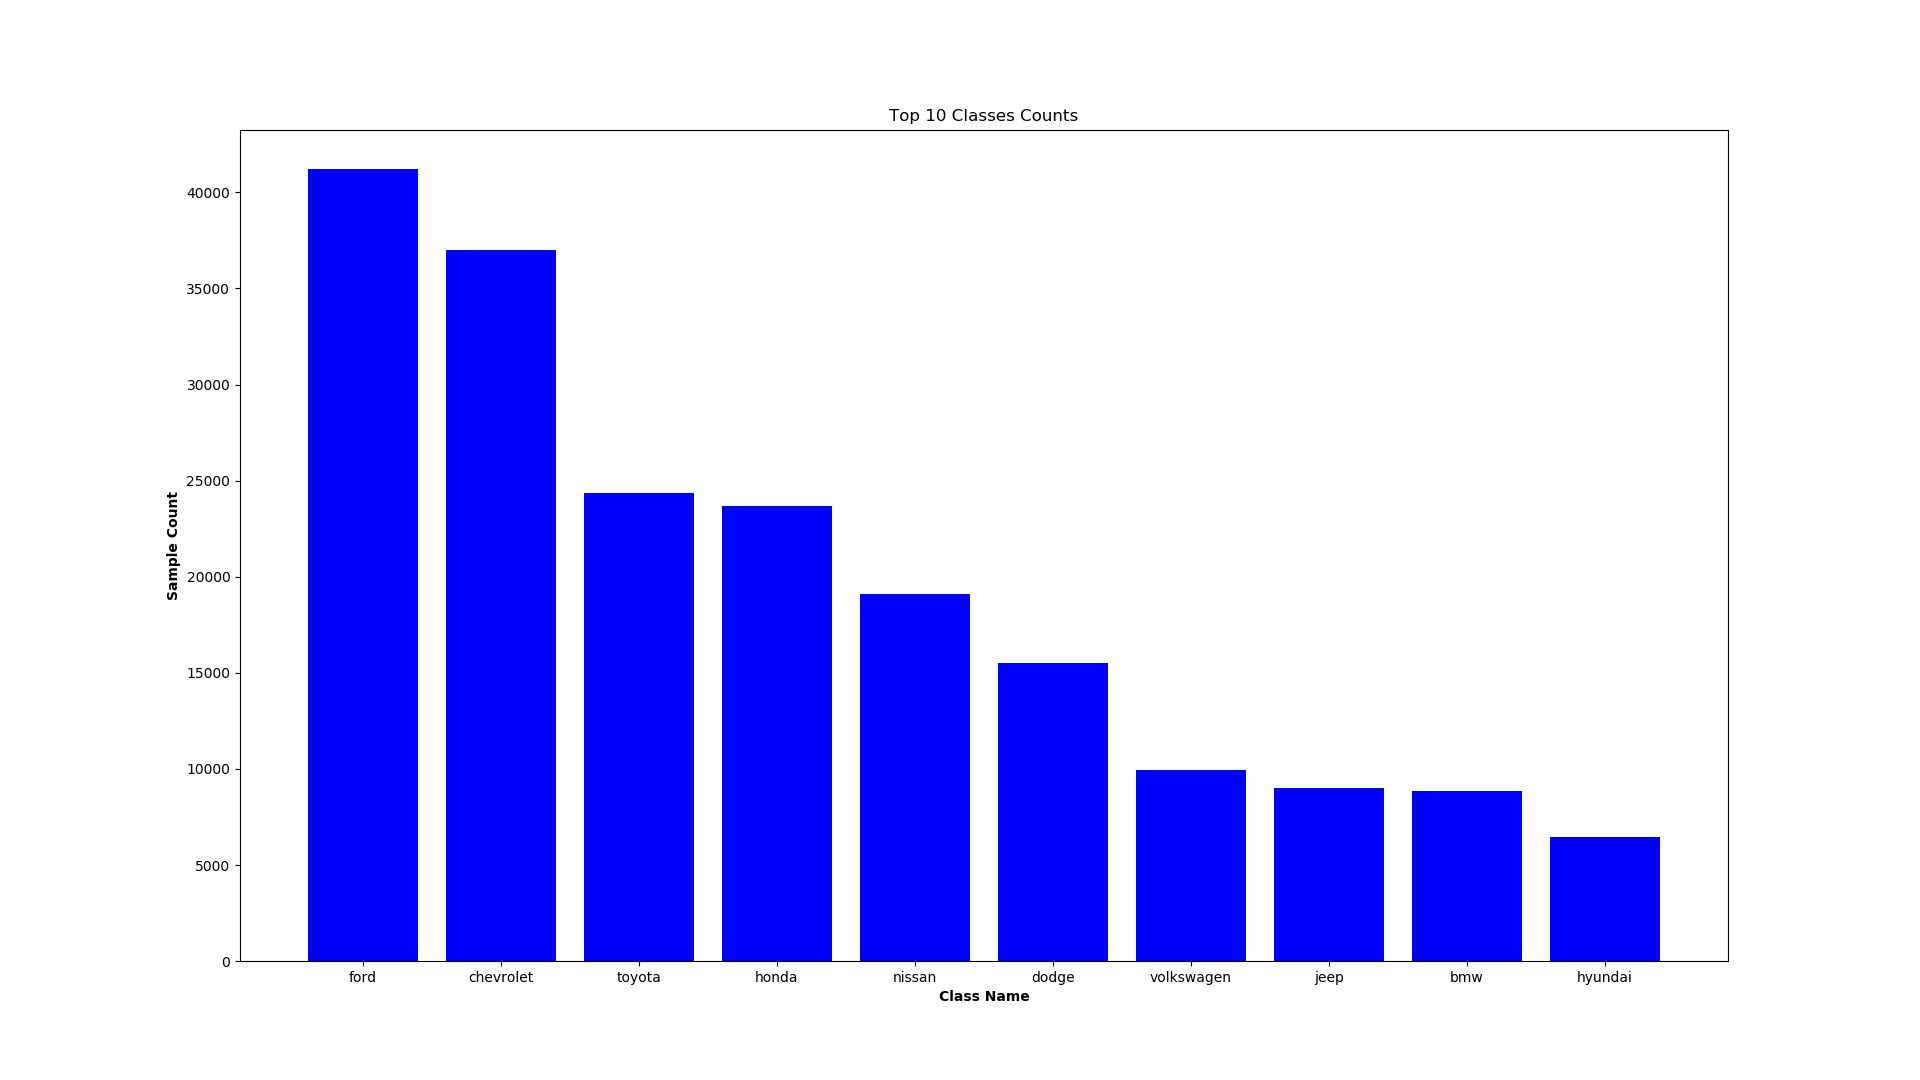 Top 10 Classes Counts
40000
35000
30000
25000
20000
15000
10000
5000
0
Sample Count
ford chevrolet toyota honda nissan dodge volkswagen jeep bmw hyundai
Class Name